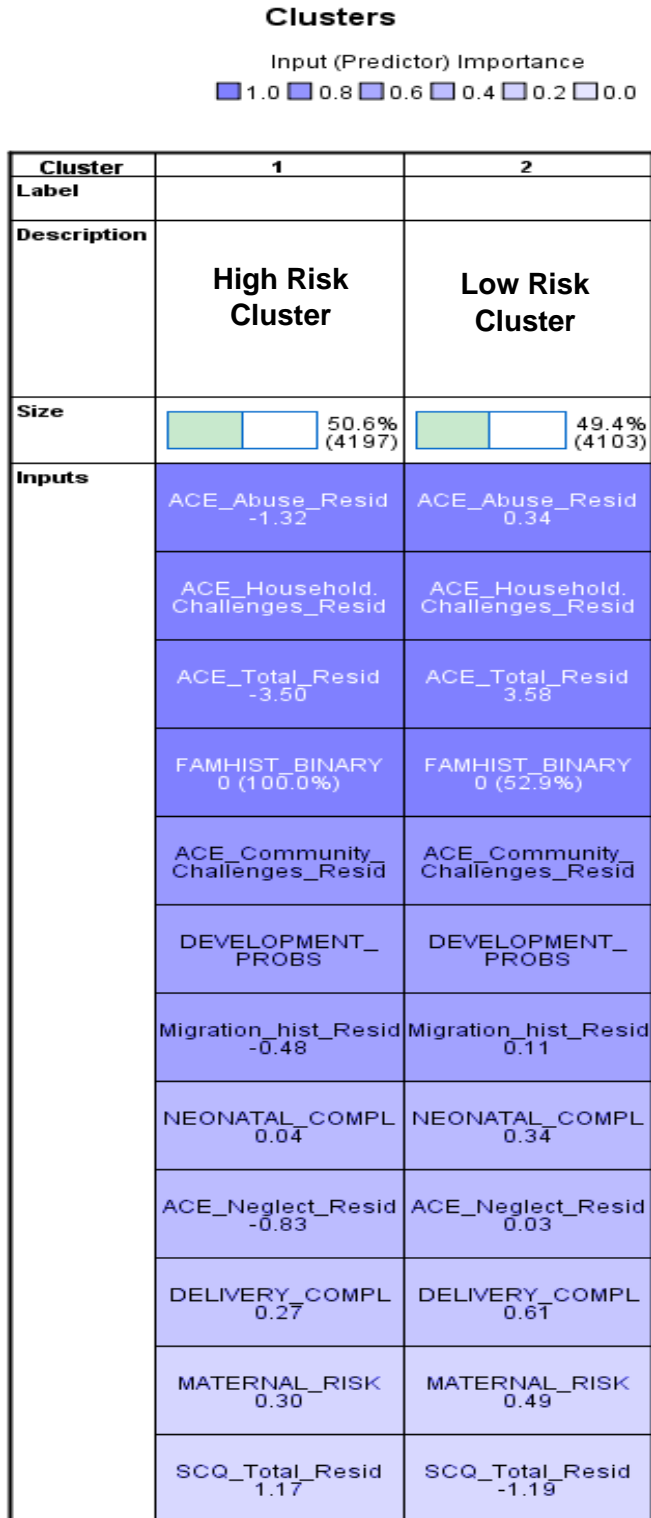 Clusters
Input (Predictor) Importance
1.0 0.8 0.6 0.4 0.2 0.0
Cluster 1 2
Label
Description
High Risk Cluster
Low Risk Cluster
Size
50.6%
(4197)
49.4%
(4103)
Inputs
ACE_Abuse_Resid
-1.32
ACE_Abuse_Resid
0.34
ACE_Household.
Challenges_Resid
ACE_Household.
Challenges_Resid
ACE_Total_Resid
-3.50
ACE_Total_Resid
3.58
FAMHIST_BINARY
0 (100.0%)
FAMHIST_BINARY
0 (52.9%)
ACE_Community_
Challenges_Resid
ACE_Community_
Challenges_Resid
DEVELOPMENT_
PROBS
DEVELOPMENT_
PROBS
Migration_hist_Resid
-0.48
Migration_hist_Resid
0.11
NEONATAL_COMPL
0.04
NEONATAL_COMPL
0.34
ACE_Neglect_Resid
-0.83
ACE_Neglect_Resid
0.03
DELIVERY_COMPL
0.27
DELIVERY_COMPL
0.61
MATERNAL_RISK
0.30
MATERNAL_RISK
0.49
SCQ_Total_Resid
1.17
SCQ_Total_Resid
-1.19